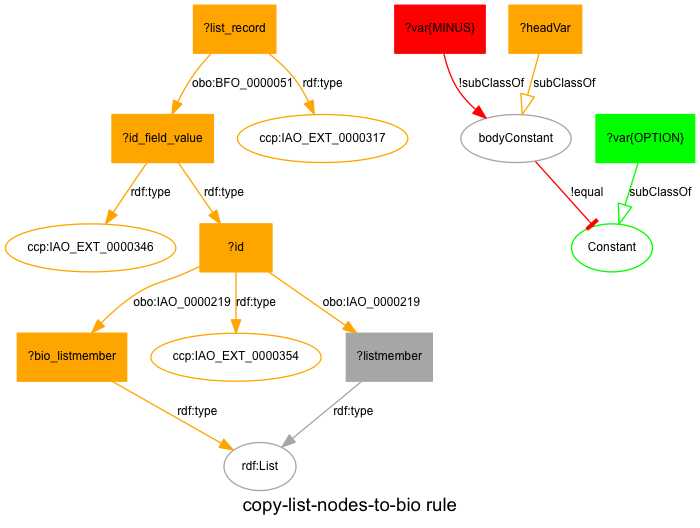 ?list_record
?var{MINUS}
?headVar
obo:BFO_0000051
rdf:type
!subClassOf
subClassOf
?id_field_value
ccp:IAO_EXT_0000317
bodyConstant
?var{OPTION}
rdf:type
rdf:type
!equal
subClassOf
ccp:IAO_EXT_0000346
?id
Constant
obo:IAO_0000219
rdf:type
obo:IAO_0000219
?bio_listmember
ccp:IAO_EXT_0000354
?listmember
rdf:type
rdf:type
rdf:List
copy-list-nodes-to-bio rule